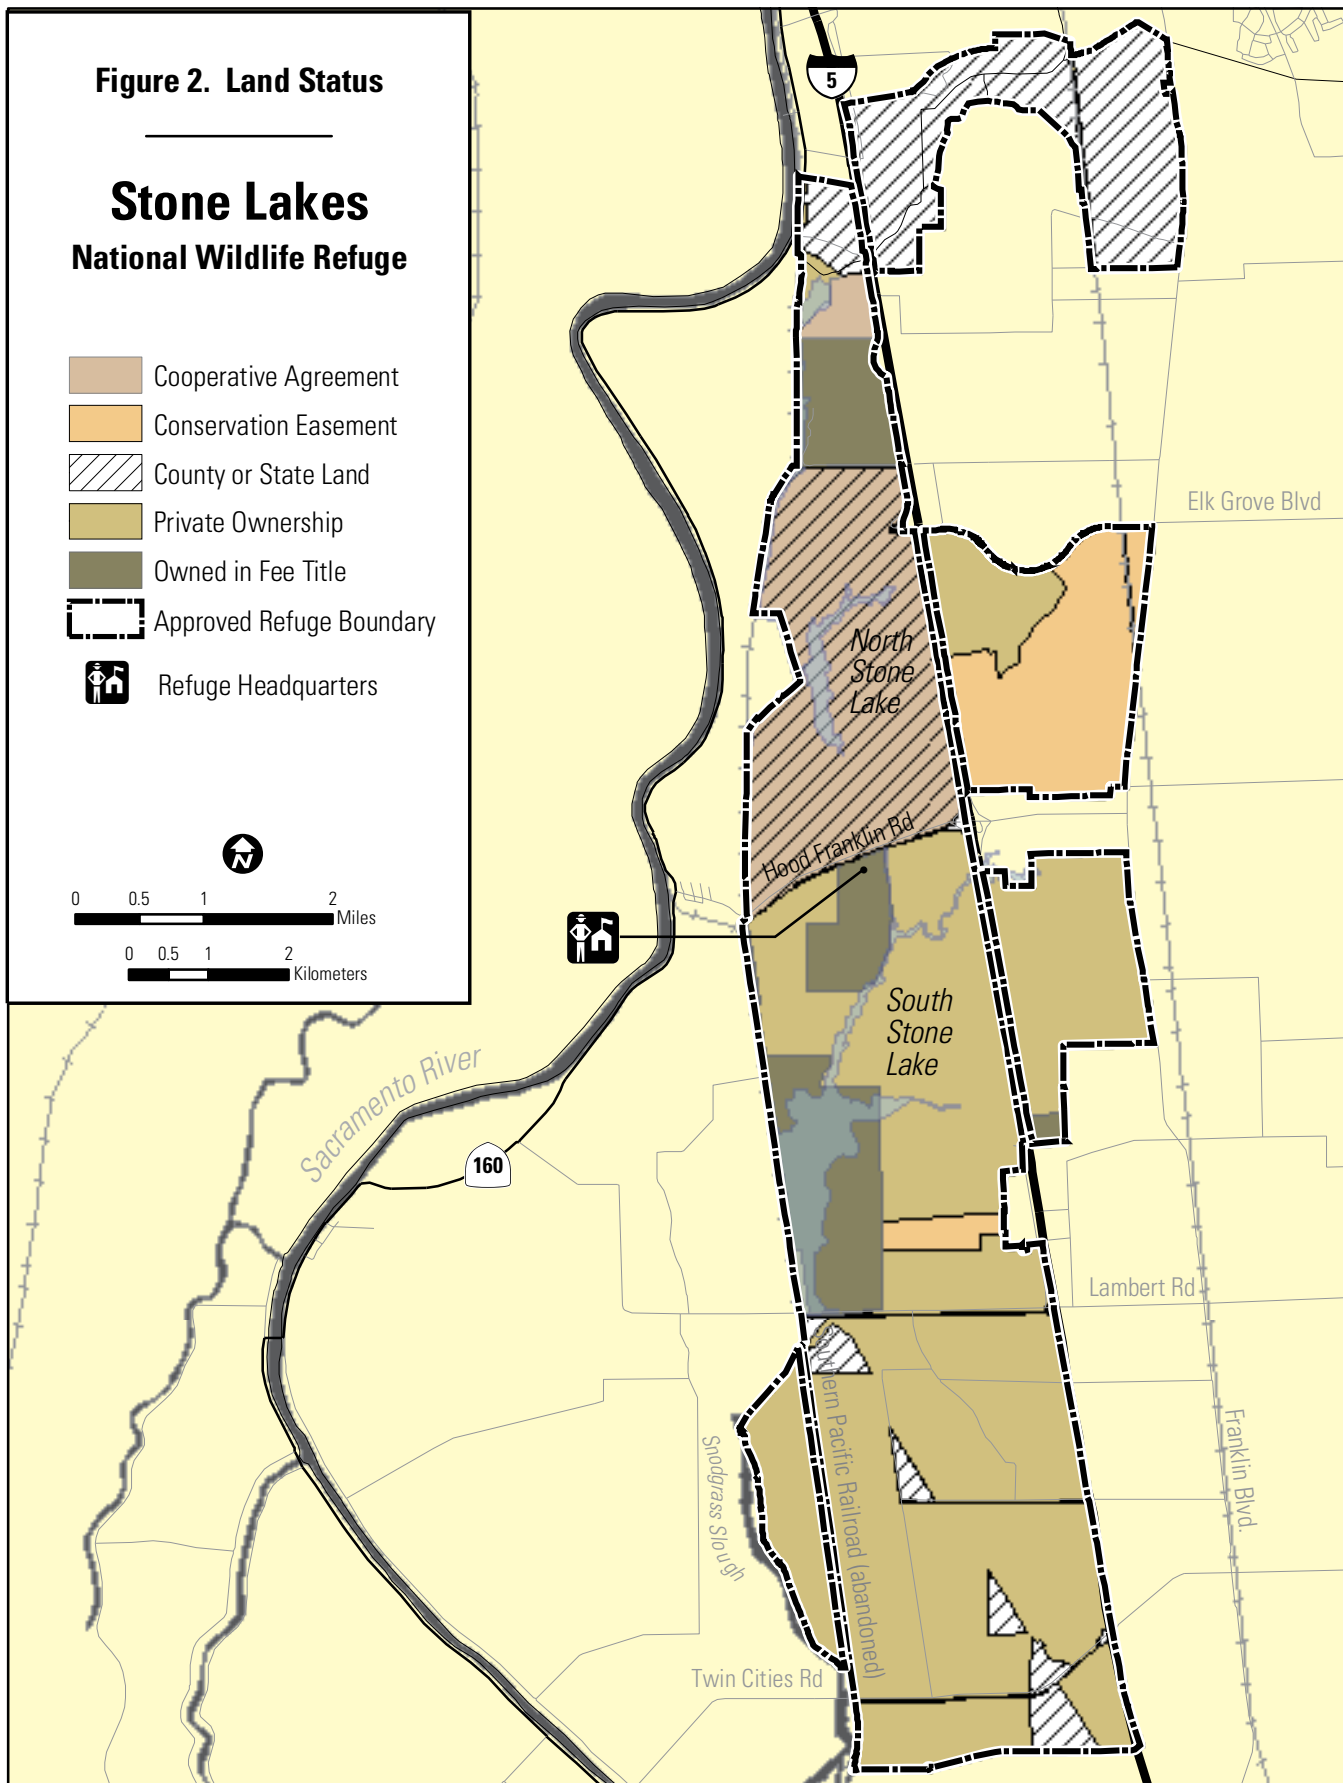 Figure 2. Land Status
Stone Lakes
National Wildlife Refuge
Cooperative Agreement
Conservation Easement
County or State Land
Private Ownership
Owned in Fee Title
Approved Refuge Boundary
Refuge Headquarters
N
0 0.5 1 2
Miles
0 0.5 1 2
Kilometers
5
Elk Grove Blvd
North
Stone
Lake
Hood Franklin Rd
South
Stone
Lake
Sacramento River
160
Lambert Rd
Southern Pacific Railroad (abandoned)
Snodgrass Slough
Franklin Blvd.
Twin Cities Rd